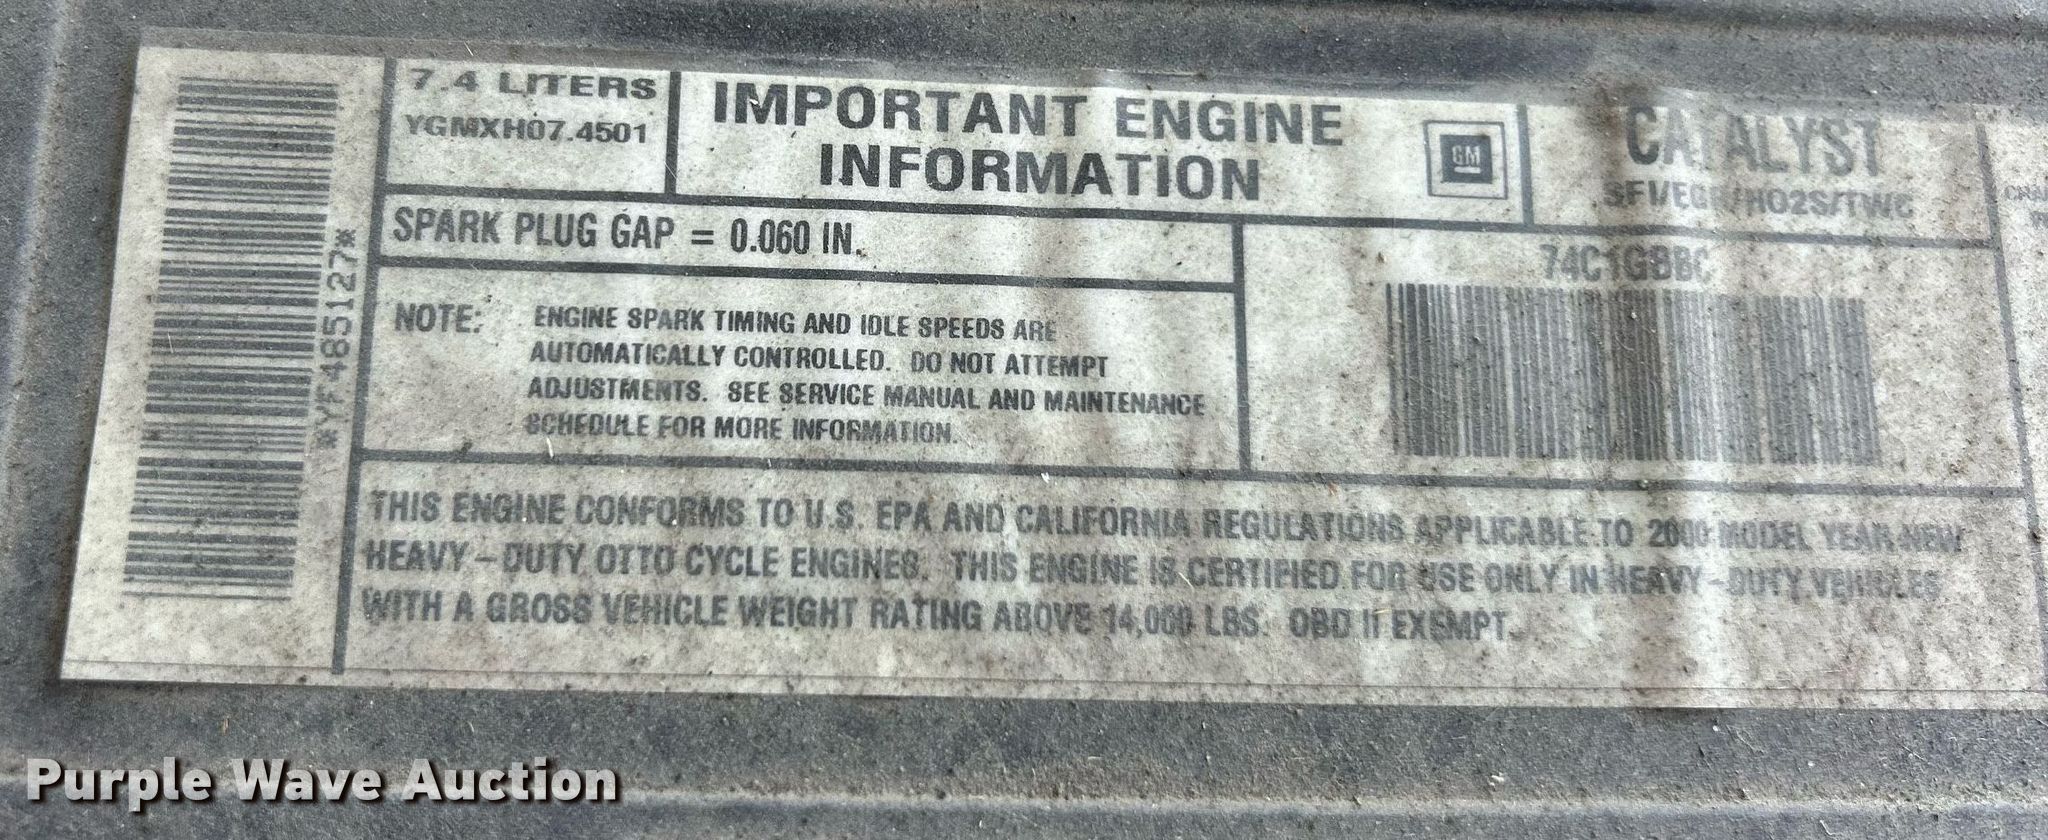 7.4 LITERS
YGMXH07.4501
IMPORTANT ENGINE
INFORMATION
GM
CATALYST
SFI/EGR/HO2S/TWC
SPARK PLUG GAP = 0.060 IN.
NOTE: ENGINE SPARK TIMING AND IDLE SPEEDS ARE
AUTOMATICALLY CONTROLLED. DO NOT ATTEMPT
ADJUSTMENTS. SEE SERVICE MANUAL AND MAINTENANCE
SCHEDULE FOR MORE INFORMATION.
*YF485127*
THIS ENGINE CONFORMS TO U.S. EPA AND CALIFORNIA REGULATIONS APPLICABLE TO 2000 MODEL YEAR NEW
HEAVY-DUTY OTTO CYCLE ENGINES. THIS ENGINE IS CERTIFIED FOR USE ONLY IN HEAVY-DUTY VEHICLES
WITH A GROSS VEHICLE WEIGHT RATING ABOVE 14,000 LBS. OBD II EXEMPT.
Purple Wave Auction